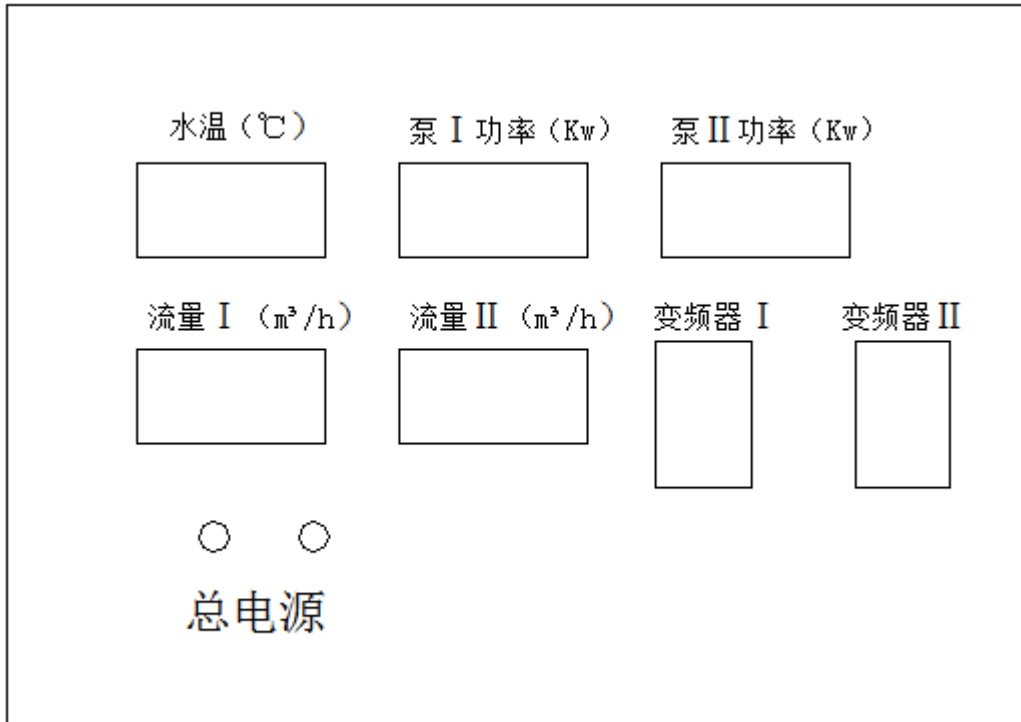 水温（℃）
泵Ⅰ功率（Kw）
泵Ⅱ功率（Kw）
流量Ⅰ（m³/h）
流量Ⅱ（m³/h）
变频器Ⅰ
变频器Ⅱ
总电源